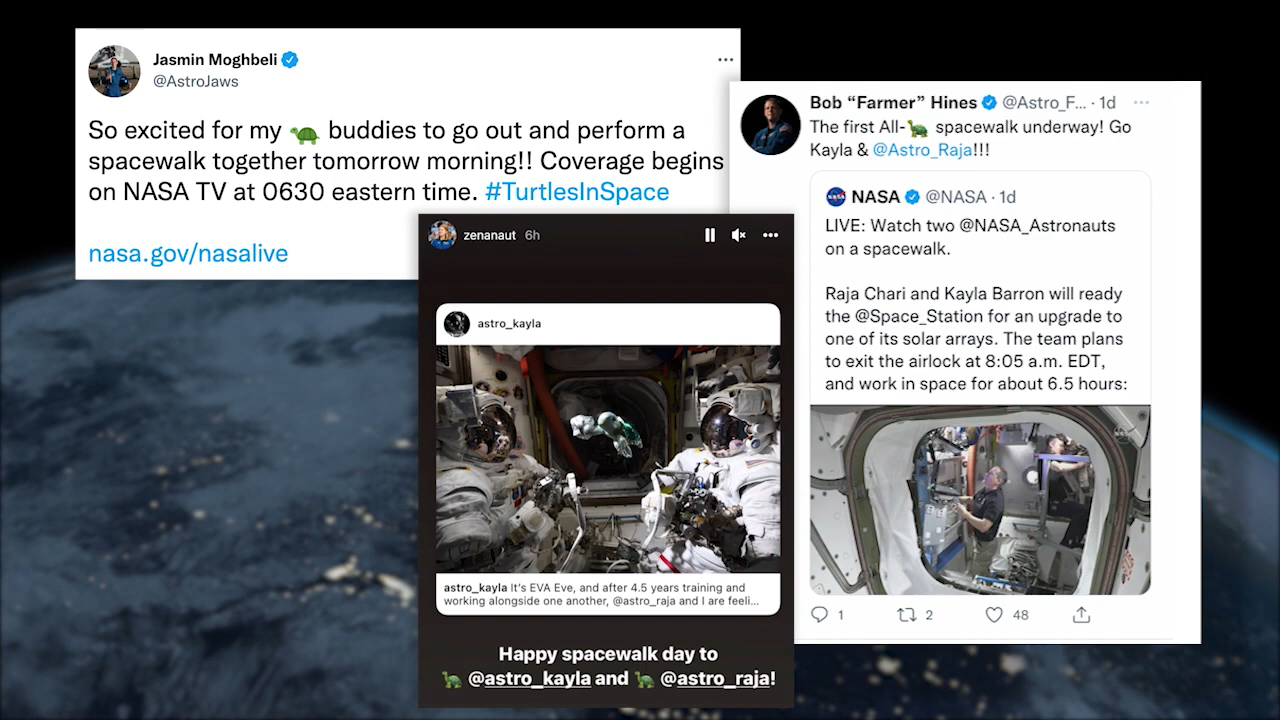 Jasmin Moghbeli
@AstroJaws
So excited for my 🐢 buddies to go out and perform a
spacewalk together tomorrow morning!! Coverage begins
on NASA TV at 0630 eastern time. #TurtlesInSpace
nasa.gov/nasalive
zenanaut 6h
astro_kayla
astro_kayla It's EVA Eve, and after 4.5 years training and
working alongside one another, @astro_raja and I are feeli...
Happy spacewalk day to
🐢 @astro_kayla and 🐢 @astro_raja!
Bob “Farmer” Hines @Astro_F... · 1d
The first All-🐢 spacewalk underway! Go
Kayla & @Astro_Raja!!!
NASA @NASA · 1d
LIVE: Watch two @NASA_Astronauts
on a spacewalk.
Raja Chari and Kayla Barron will ready
the @Space_Station for an upgrade to
one of its solar arrays. The team plans
to exit the airlock at 8:05 a.m. EDT,
and work in space for about 6.5 hours:
1 2 48